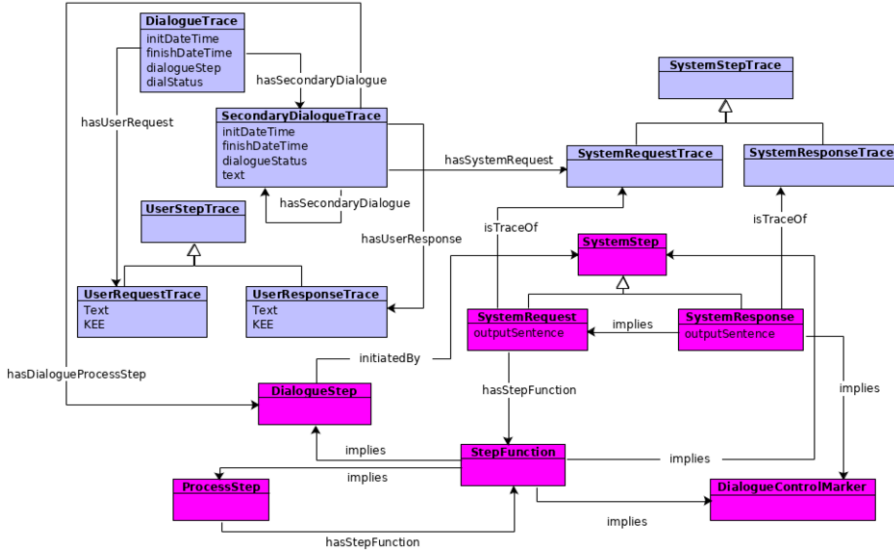 DialogueTrace
initDateTime
finishDateTime
dialogueStep
dialStatus
hasSecondaryDialogue
SystemStepTrace
hasUserRequest
SecondaryDialogueTrace
initDateTime
finishDateTime
dialogueStatus
text
hasSystemRequest
SystemRequestTrace
SystemResponseTrace
hasSecondaryDialogue
UserStepTrace
isTraceOf
isTraceOf
hasUserResponse
SystemStep
UserRequestTrace
Text
KEE
UserResponseTrace
Text
KEE
SystemRequest
outputSentence
implies
SystemResponse
outputSentence
initiatedBy
hasDialogueProcessStep
DialogueStep
hasStepFunction
implies
implies
StepFunction
implies
implies
ProcessStep
DialogueControlMarker
implies
hasStepFunction